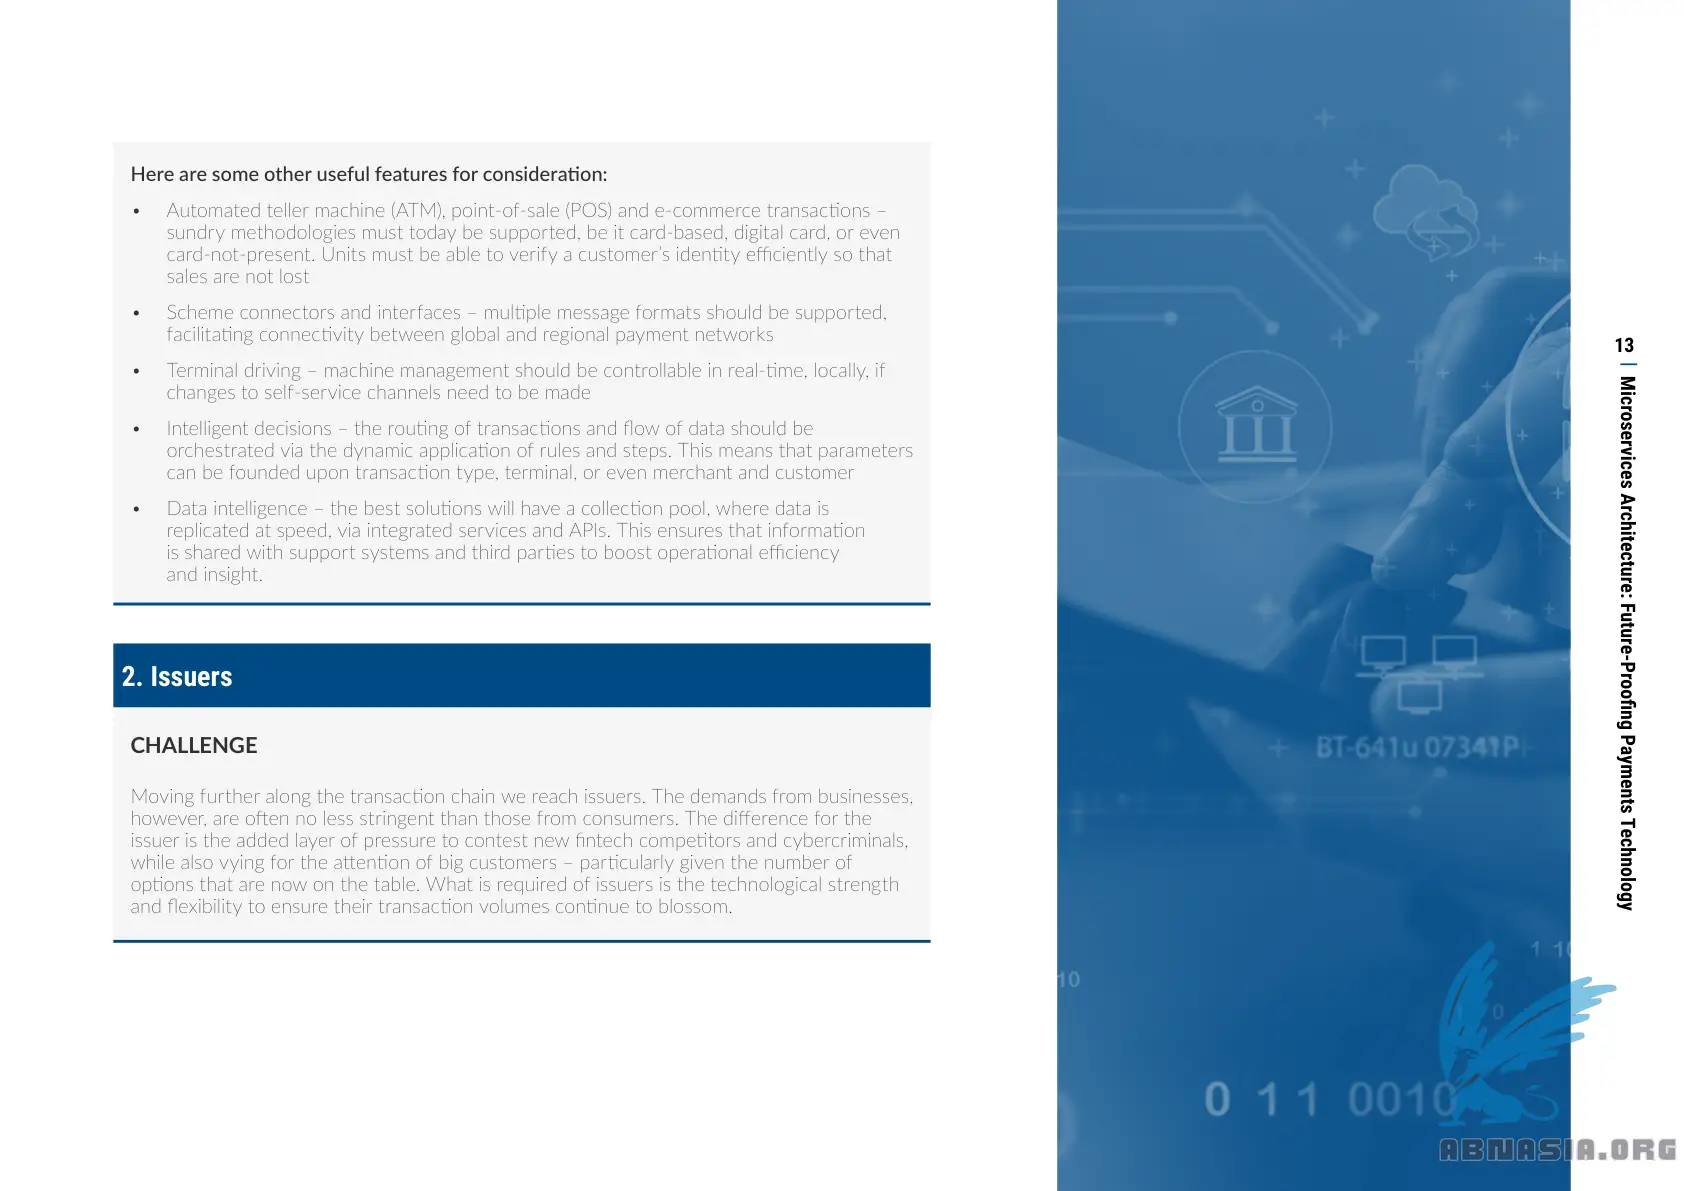 Here are some other useful features for consideration:
• Automated teller machine (ATM), point-of-sale (POS) and e-commerce transactions –
sundry methodologies must today be supported, be it card-based, digital card, or even
card-not-present. Units must be able to verify a customer’s identity efficiently so that
sales are not lost
• Scheme connectors and interfaces – multiple message formats should be supported,
facilitating connectivity between global and regional payment networks
• Terminal driving – machine management should be controllable in real-time, locally, if
changes to self-service channels need to be made
• Intelligent decisions – the routing of transactions and flow of data should be
orchestrated via the dynamic application of rules and steps. This means that parameters
can be founded upon transaction type, terminal, or even merchant and customer
• Data intelligence – the best solutions will have a collection pool, where data is
replicated at speed, via integrated services and APIs. This ensures that information
is shared with support systems and third parties to boost operational efficiency
and insight.
2. Issuers
CHALLENGE
Moving further along the transaction chain we reach issuers. The demands from businesses,
however, are often no less stringent than those from consumers. The difference for the
issuer is the added layer of pressure to contest new fintech competitors and cybercriminals,
while also vying for the attention of big customers – particularly given the number of
options that are now on the table. What is required of issuers is the technological strength
and flexibility to ensure their transaction volumes continue to blossom.
13 | Microservices Architecture: Future-Proofing Payments Technology
BT-641u 07341P
1 10
10
0
0 1 1 0010
ABMASIA.ORG